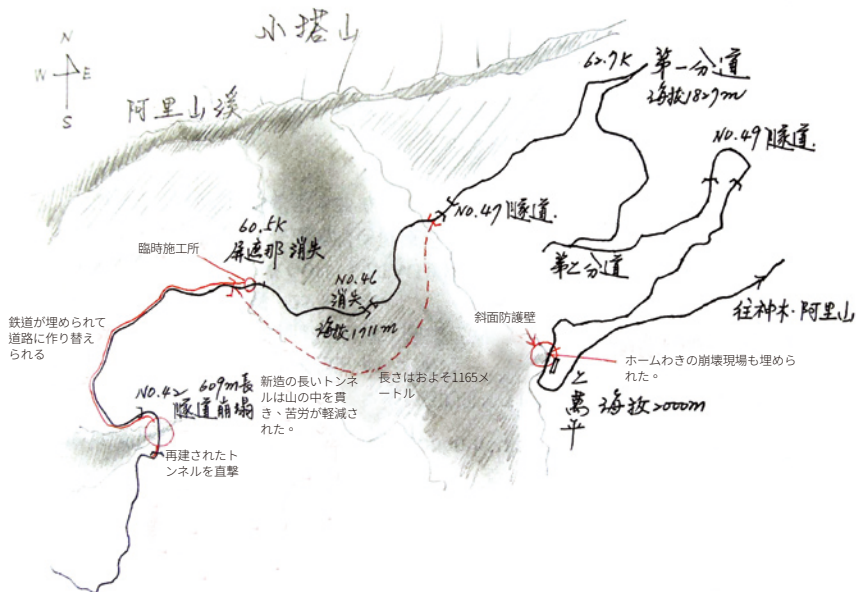 小塔山
N
W E
S
阿里山溪
62.7K 第一分道
海拔1827m
NO.49隧道.
NO.47隧道.
60.5K
屏遮那 消失
臨時施工所
NO.46
消失
海拔1711m
第二分道
往神木.阿里山
斜面防護壁
鉄道が埋められて
道路に作り替え
られる
ホームわきの崩壊現場も埋めら
れた。
新造の長いトンネ
ルは山の中を貫
き、苦労が軽減さ
れた。
長さはおよそ1165メ
ートル
NO.42 609m長
隧道崩塌
再建されたト
ンネルを直撃
二萬平 海拔2000m